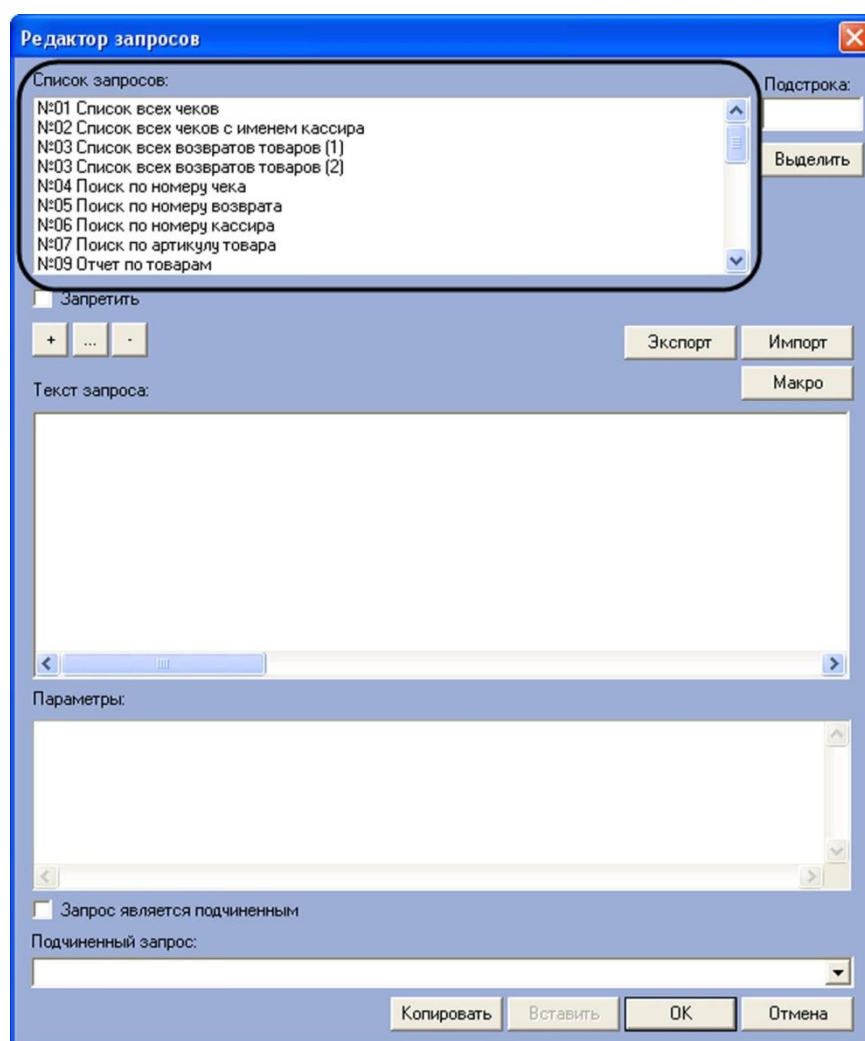 Редактор запросов
Список запросов:
Подстрока:
№01 Список всех чеков
№02 Список всех чеков с именем кассира
№03 Список всех возвратов товаров (1)
№03 Список всех возвратов товаров (2)
№04 Поиск по номеру чека
№05 Поиск по номеру возврата
№06 Поиск по номеру кассира
№07 Поиск по артикулу товара
№09 Отчет по товарам
Выделить
Запретить
+ ... -
Экспорт
Импорт
Макро
Текст запроса:
Параметры:
Запрос является подчиненным
Подчиненный запрос:
Копировать
Вставить
OK
Отмена